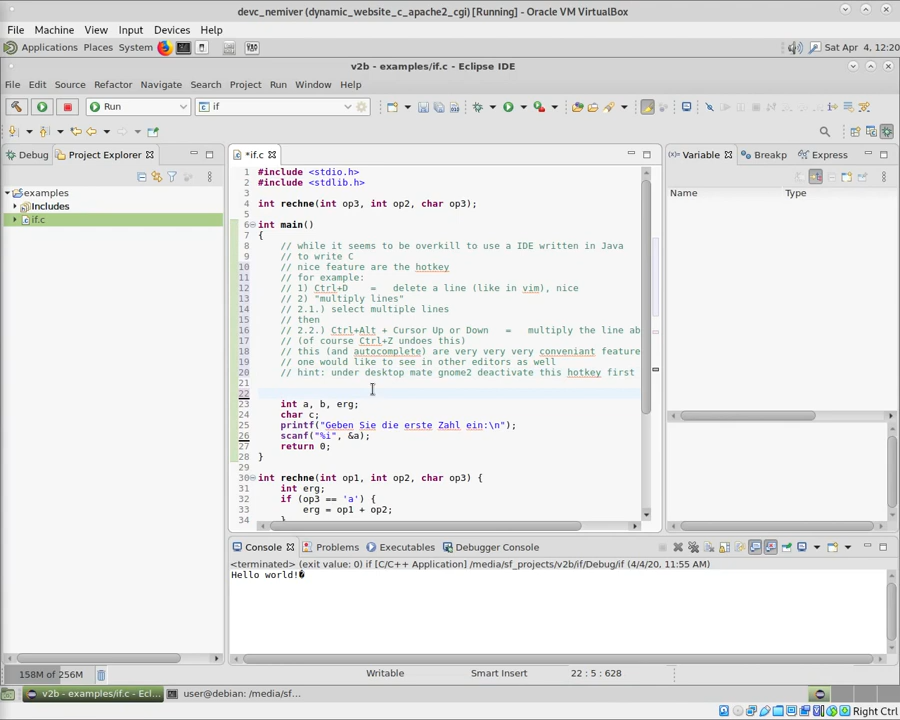 devc_nemiver (dynamic_website_c_apache2_cgi) [Running] - Oracle VM VirtualBox
File Machine View Input Devices Help
Applications Places System Sat Apr 4, 12:20
v2b - examples/if.c - Eclipse IDE
File Edit Source Refactor Navigate Search Project Run Window Help
Run if
Debug Project Explorer *if.c Variable Breakp Express
examples
Includes
if.c
Name Type
1 #include <stdio.h>
2 #include <stdlib.h>
3
4 int rechne(int op3, int op2, char op3);
5
6 int main()
7 {
8 // while it seems to be overkill to use a IDE written in Java
9 // to write C
10 // nice feature are the hotkey
11 // for example:
12 // 1) Ctrl+D = delete a line (like in vim), nice
13 // 2) "multiply lines"
14 // 2.1.) select multiple lines
15 // then
16 // 2.2.) Ctrl+Alt + Cursor Up or Down = multiply the line ab
17 // (of course Ctrl+Z undoes this)
18 // this (and autocomplete) are very very very conveniant feature
19 // one would like to see in other editors as well
20 // hint: under desktop mate gnome2 deactivate this hotkey first
21
22
23 int a, b, erg;
24 char c;
25 printf("Geben Sie die erste Zahl ein:\n");
26 scanf("%i", &a);
27 return 0;
28 }
29
30 int rechne(int op1, int op2, char op3) {
31 int erg;
32 if (op3 == 'a') {
33 erg = op1 + op2;
34 }
Console Problems Executables Debugger Console
<terminated> (exit value: 0) if [C/C++ Application] /media/sf_projects/v2b/if/Debug/if (4/4/20, 11:55 AM)
Hello world!�
158M of 256M Writable Smart Insert 22 : 5 : 628
v2b - examples/if.c - Ecl... user@debian: /media/sf...
Right Ctrl